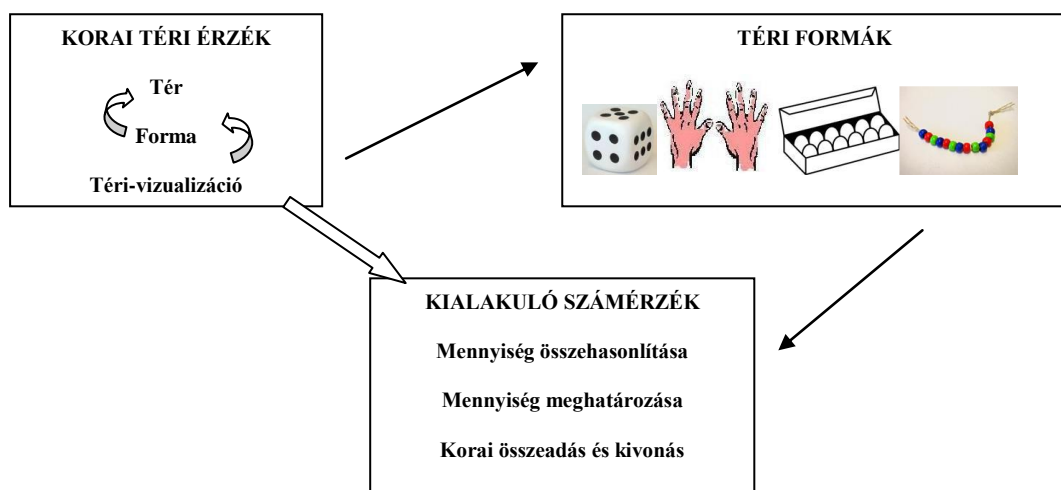 KORAI TÉRI ÉRZÉK
Tér
Forma
Téri-vizualizáció
TÉRI FORMÁK
KIALAKULÓ SZÁMÉRZÉK
Mennyiség összehasonlítása
Mennyiség meghatározása
Korai összeadás és kivonás